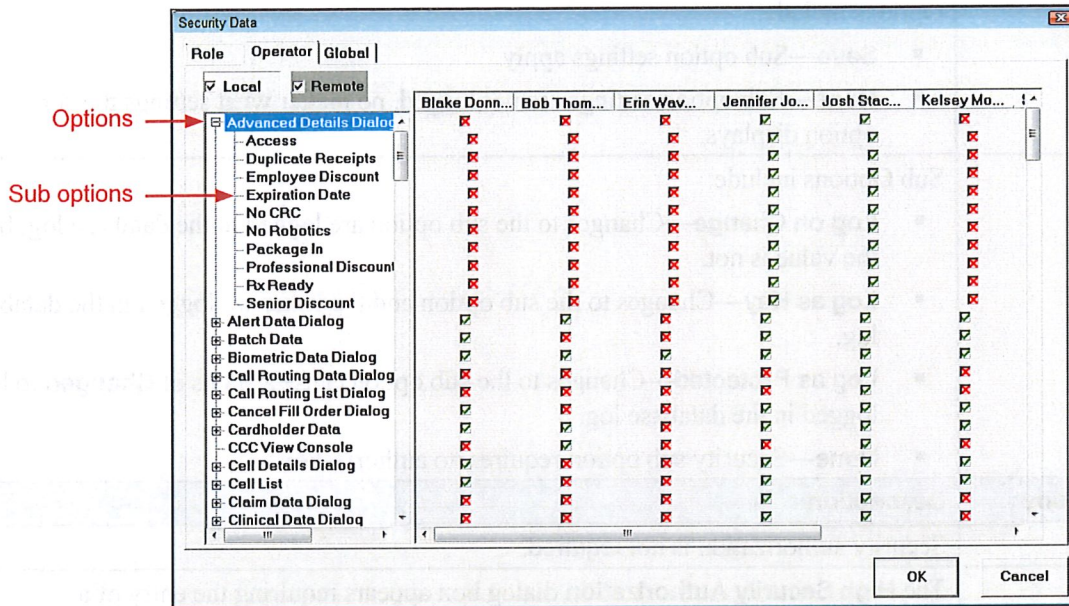 Security Data
Role Operator Global
Local Remote
Blake Donn... Bob Thom... Erin Wav... Jennifer Jo... Josh Stac... Kelsey Mo...
Options
Advanced Details Dialog
Access
Duplicate Receipts
Employee Discount
Sub options
Expiration Date
No CRC
No Robotics
Package In
Professional Discount
Rx Ready
Senior Discount
Alert Data Dialog
Batch Data
Biometric Data Dialog
Call Routing Data Dialog
Call Routing List Dialog
Cancel Fill Order Dialog
Cardholder Data
CCC View Console
Cell Details Dialog
Cell List
Claim Data Dialog
Clinical Data Dialog
OK Cancel